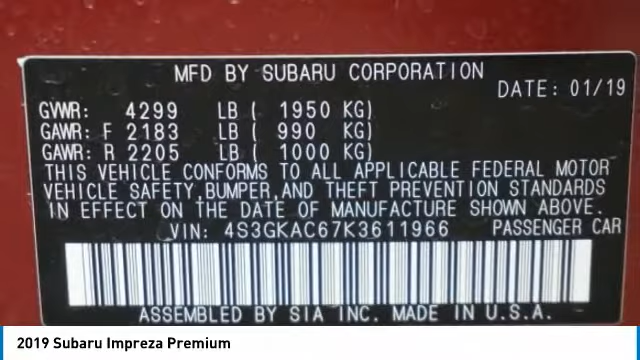 MFD BY SUBARU CORPORATION
DATE: 01/19
GVWR: 4299 LB ( 1950 KG)
GAWR: F 2183 LB ( 990 KG)
GAWR: R 2205 LB ( 1000 KG)
THIS VEHICLE CONFORMS TO ALL APPLICABLE FEDERAL MOTOR
VEHICLE SAFETY,BUMPER,AND THEFT PREVENTION STANDARDS
IN EFFECT ON THE DATE OF MANUFACTURE SHOWN ABOVE.
VIN: 4S3GKAC67K3611966 PASSENGER CAR
ASSEMBLED BY SIA INC. MADE IN U.S.A.
2019 Subaru Impreza Premium